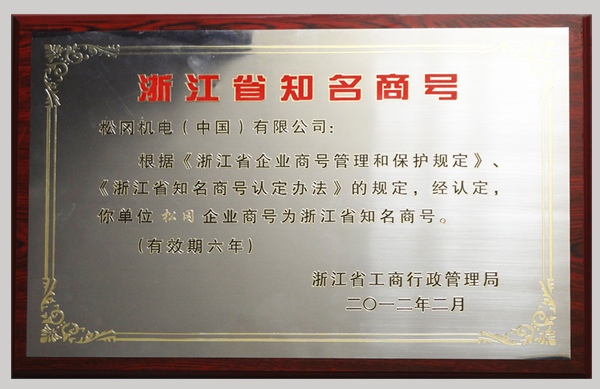 浙江省知名商号
松冈机电(中国)有限公司:
根据《浙江省企业商号管理和保护规定》、
《浙江省知名商号认定办法》的规定,经认定,
你单位 松冈 企业商号为浙江省知名商号。
(有效期六年)
浙江省工商行政管理局
二〇一二年二月